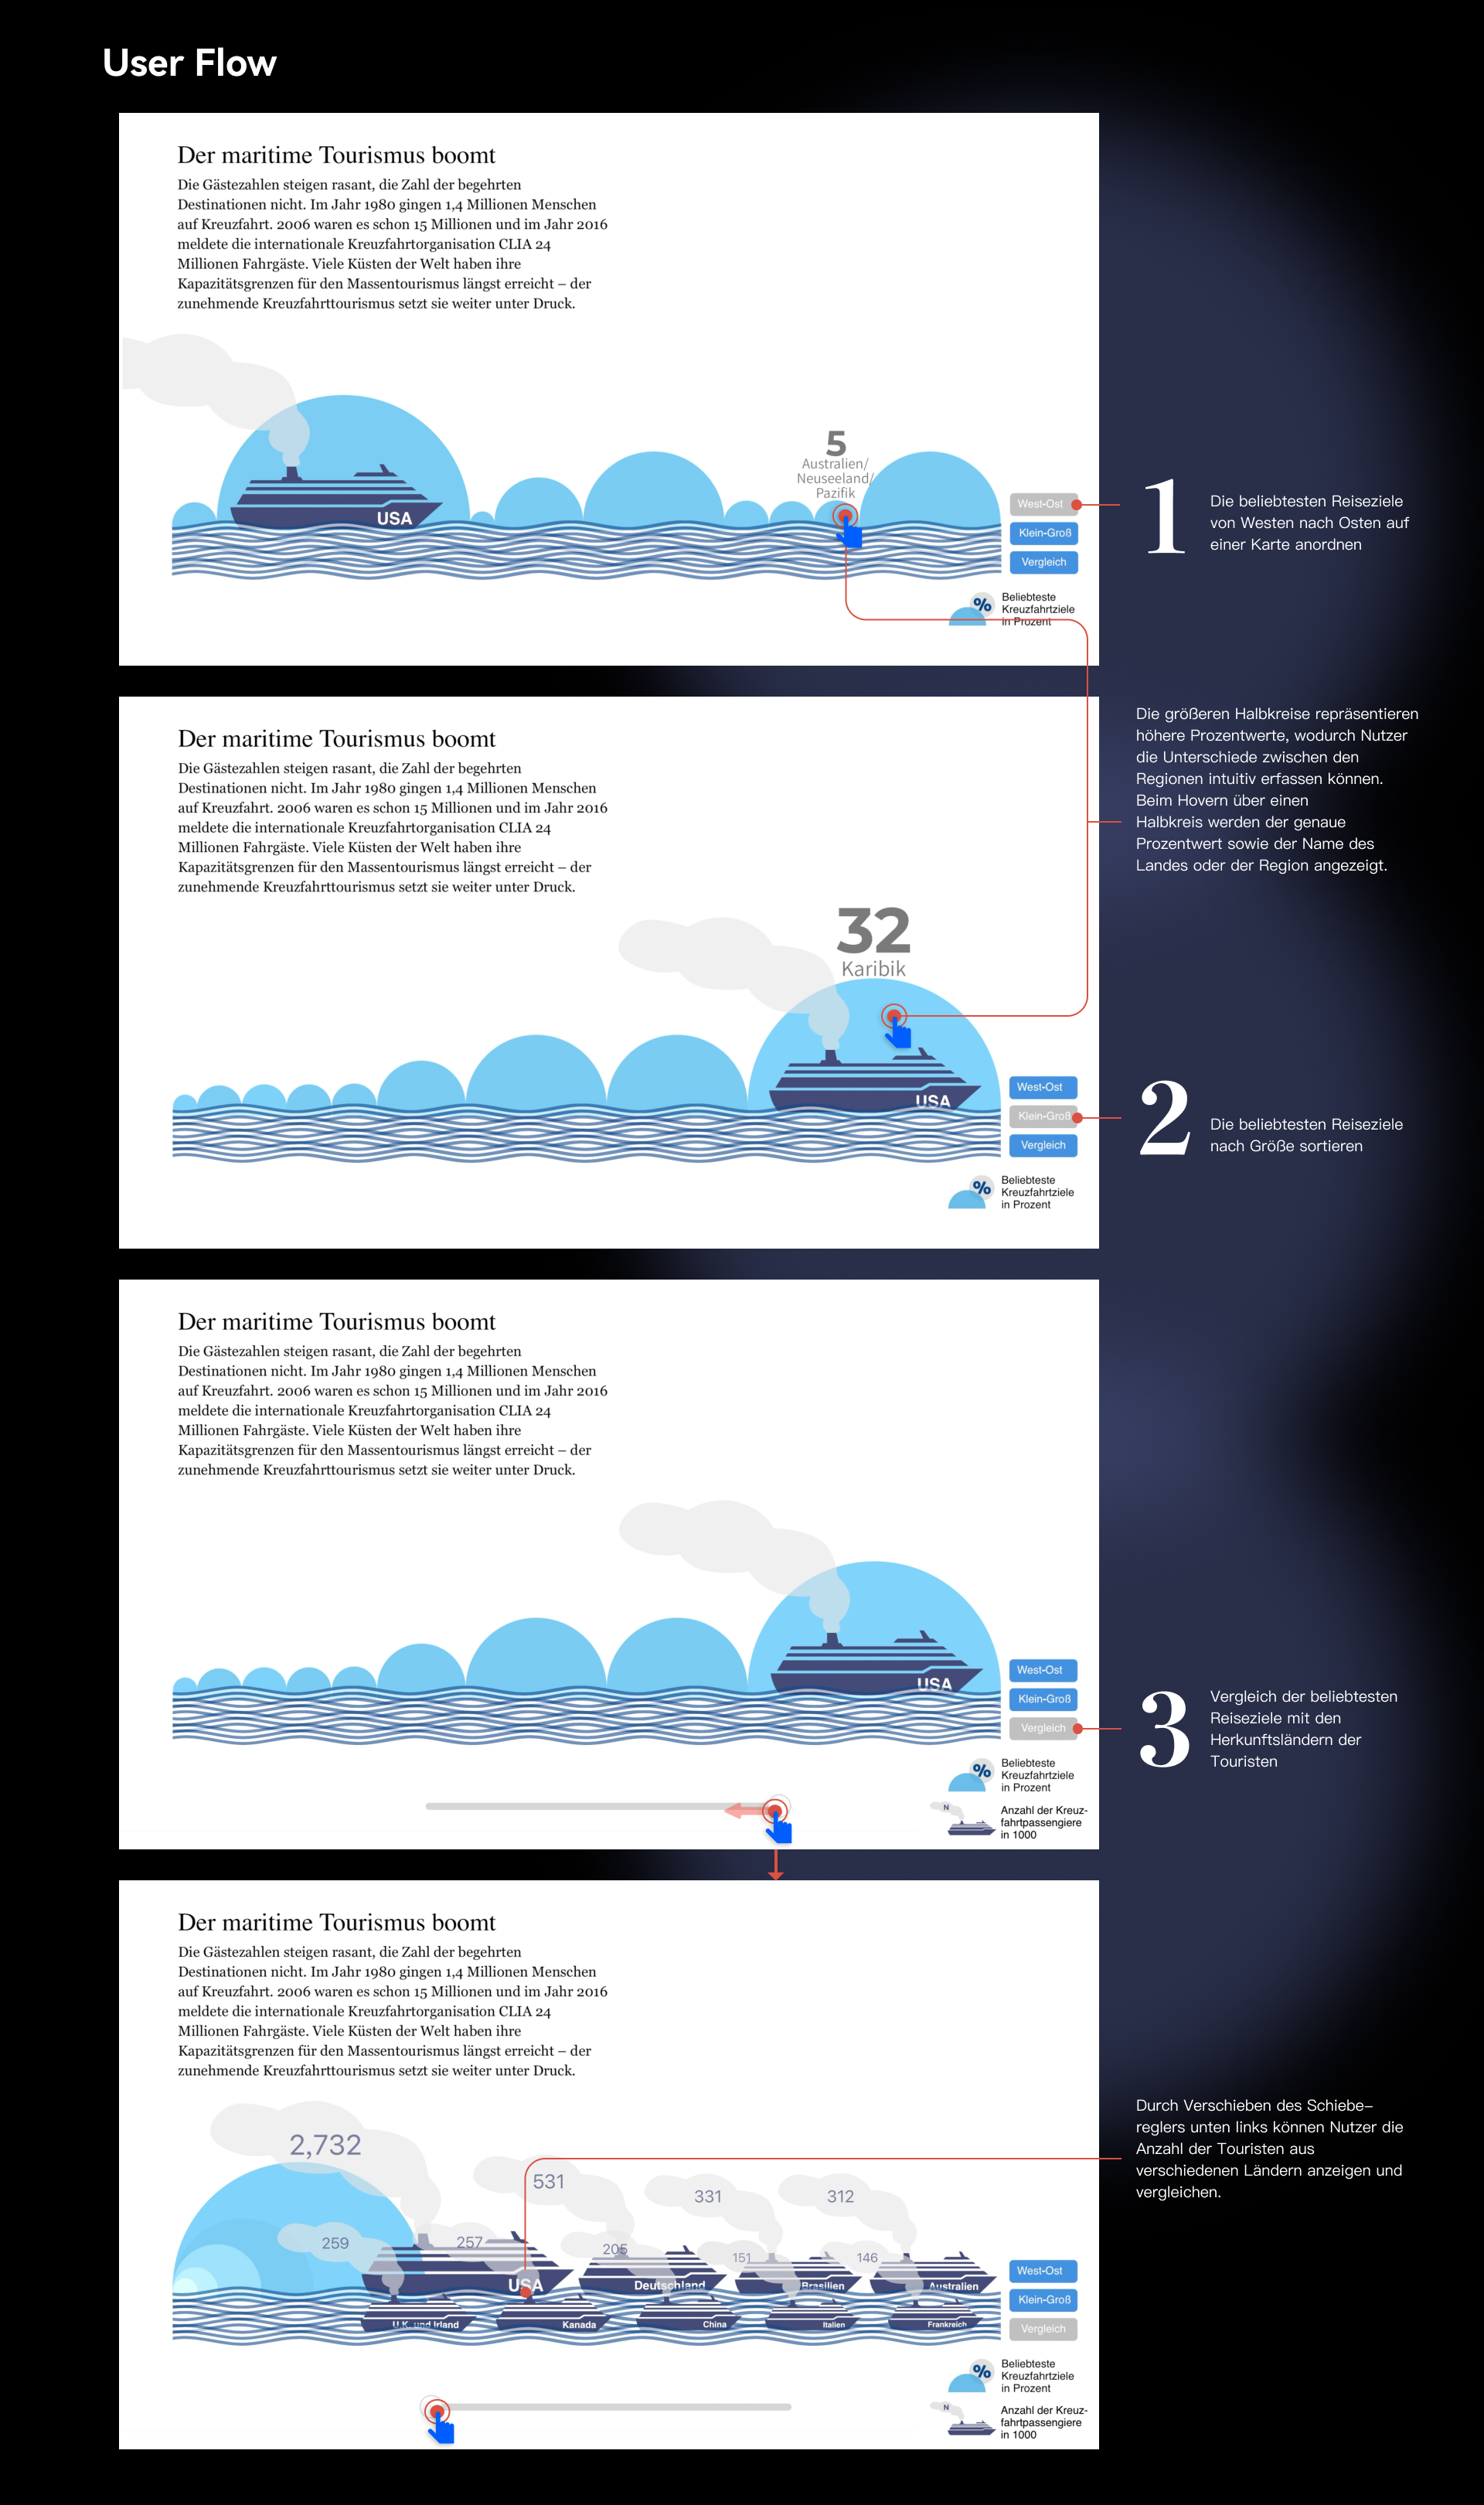 User Flow
Der maritime Tourismus boomt
Die Gästezahlen steigen rasant, die Zahl der begehrten
Destinationen nicht. Im Jahr 1980 gingen 1,4 Millionen Menschen
auf Kreuzfahrt. 2006 waren es schon 15 Millionen und im Jahr 2016
meldete die internationale Kreuzfahrtorganisation CLIA 24
Millionen Fahrgäste. Viele Küsten der Welt haben ihre
Kapazitätsgrenzen für den Massentourismus längst erreicht – der
zunehmende Kreuzfahrttourismus setzt sie weiter unter Druck.
5
Australien/
Neuseeland/
Pazifik
USA
West-Ost
Klein-Groß
Vergleich
%
Beliebteste
Kreuzfahrtziele
in Prozent
1
Die beliebtesten Reiseziele
von Westen nach Osten auf
einer Karte anordnen
Der maritime Tourismus boomt
Die Gästezahlen steigen rasant, die Zahl der begehrten
Destinationen nicht. Im Jahr 1980 gingen 1,4 Millionen Menschen
auf Kreuzfahrt. 2006 waren es schon 15 Millionen und im Jahr 2016
meldete die internationale Kreuzfahrtorganisation CLIA 24
Millionen Fahrgäste. Viele Küsten der Welt haben ihre
Kapazitätsgrenzen für den Massentourismus längst erreicht – der
zunehmende Kreuzfahrttourismus setzt sie weiter unter Druck.
Die größeren Halbkreise repräsentieren
höhere Prozentwerte, wodurch Nutzer
die Unterschiede zwischen den
Regionen intuitiv erfassen können.
Beim Hovern über einen
Halbkreis werden der genaue
Prozentwert sowie der Name des
Landes oder der Region angezeigt.
32
Karibik
USA
West-Ost
Klein-Groß
Vergleich
%
Beliebteste
Kreuzfahrtziele
in Prozent
2
Die beliebtesten Reiseziele
nach Größe sortieren
Der maritime Tourismus boomt
Die Gästezahlen steigen rasant, die Zahl der begehrten
Destinationen nicht. Im Jahr 1980 gingen 1,4 Millionen Menschen
auf Kreuzfahrt. 2006 waren es schon 15 Millionen und im Jahr 2016
meldete die internationale Kreuzfahrtorganisation CLIA 24
Millionen Fahrgäste. Viele Küsten der Welt haben ihre
Kapazitätsgrenzen für den Massentourismus längst erreicht – der
zunehmende Kreuzfahrttourismus setzt sie weiter unter Druck.
USA
West-Ost
Klein-Groß
Vergleich
%
Beliebteste
Kreuzfahrtziele
in Prozent
N
Anzahl der Kreuz-
fahrtpassengiere
in 1000
3
Vergleich der beliebtesten
Reiseziele mit den
Herkunftsländern der
Touristen
Der maritime Tourismus boomt
Die Gästezahlen steigen rasant, die Zahl der begehrten
Destinationen nicht. Im Jahr 1980 gingen 1,4 Millionen Menschen
auf Kreuzfahrt. 2006 waren es schon 15 Millionen und im Jahr 2016
meldete die internationale Kreuzfahrtorganisation CLIA 24
Millionen Fahrgäste. Viele Küsten der Welt haben ihre
Kapazitätsgrenzen für den Massentourismus längst erreicht – der
zunehmende Kreuzfahrttourismus setzt sie weiter unter Druck.
Durch Verschieben des Schiebe–
reglers unten links können Nutzer die
Anzahl der Touristen aus
verschiedenen Ländern anzeigen und
vergleichen.
2,732
531
331
312
259
257
205
151
146
USA
Deutschland
Brasilien
Australien
U.K. und Irland
Kanada
China
Italien
Frankreich
West-Ost
Klein-Groß
Vergleich
%
Beliebteste
Kreuzfahrtziele
in Prozent
N
Anzahl der Kreuz-
fahrtpassengiere
in 1000